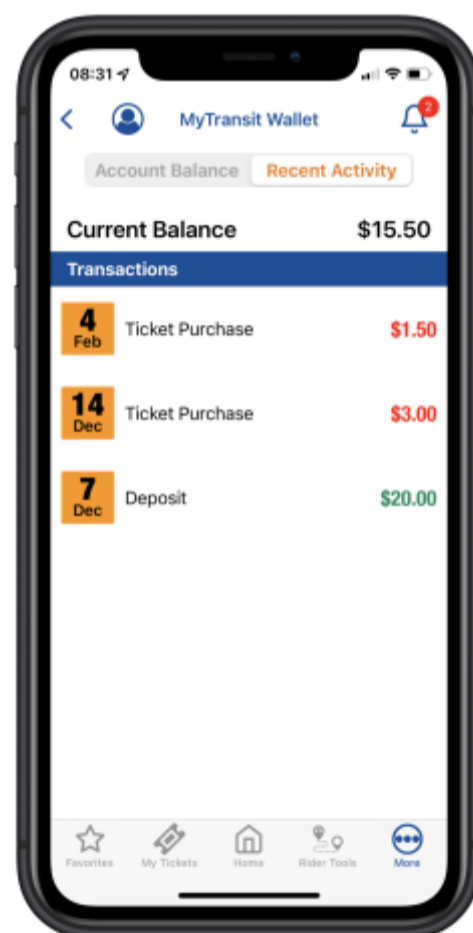 08:31
2
MyTransit Wallet
Account Balance Recent Activity
Current Balance $15.50
Transactions
4
Feb
Ticket Purchase $1.50
14
Dec
Ticket Purchase $3.00
7
Dec
Deposit $20.00
Favorites My Tickets Home Rider Tools More